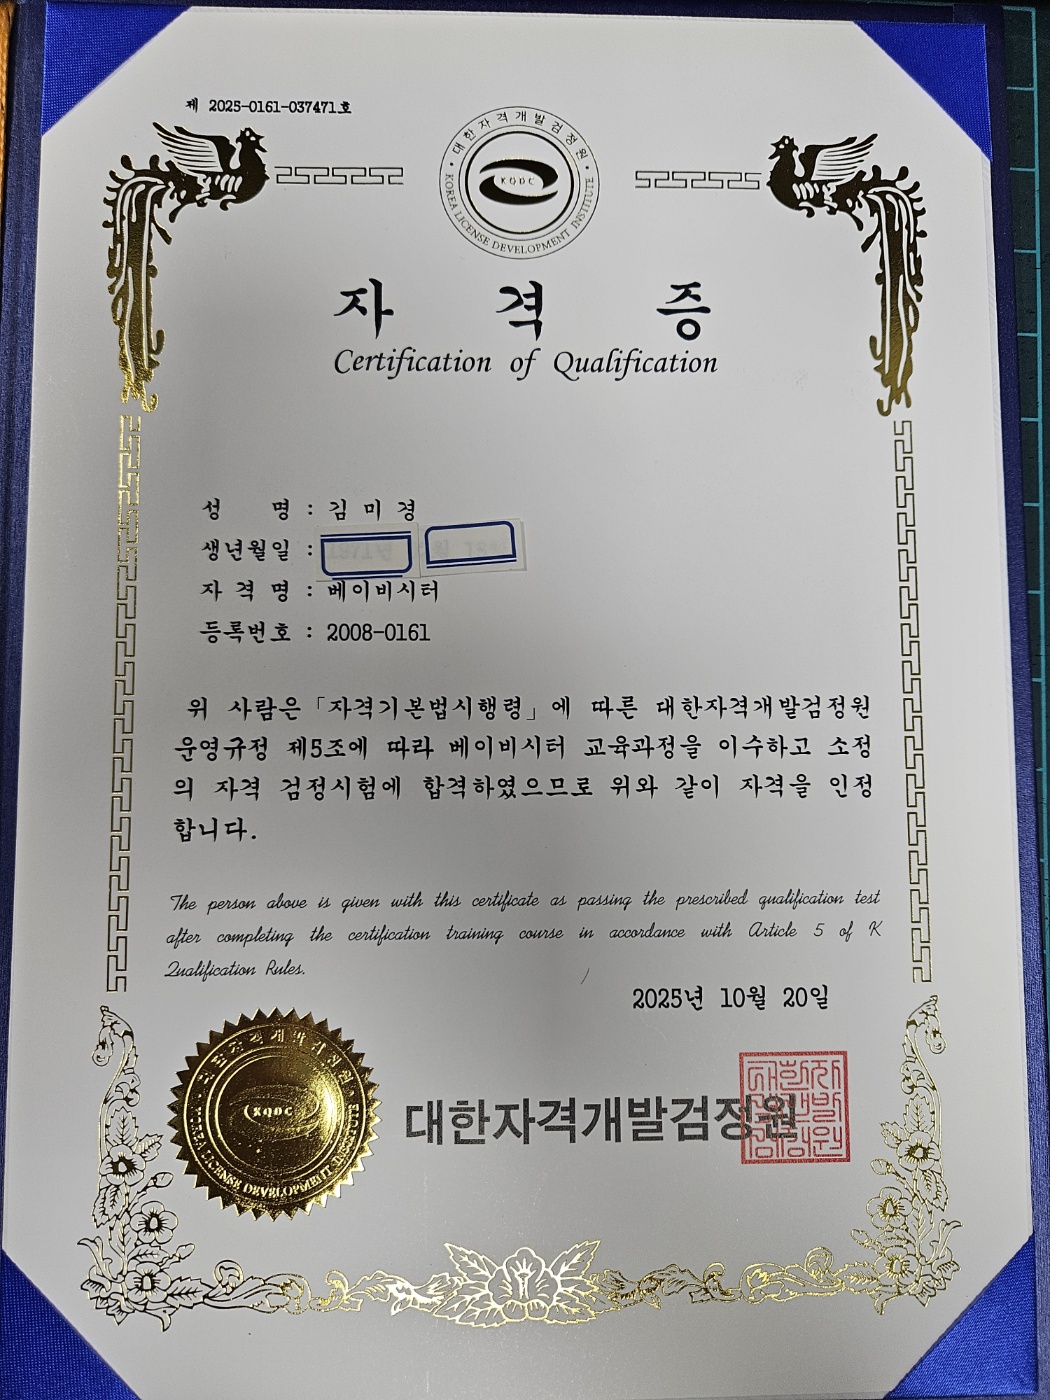 제 2025-0161-037471호
대한자격개발검정원
KQDC
KOREA LICENSE DEVELOPMENT INSTITUTE
자 격 증
Certification of Qualification
성 명 : 김 미 경
생년월일 :
자 격 명 : 베이비시터
등록번호 : 2008-0161
위 사람은「자격기본법시행령」에 따른 대한자격개발검정원
운영규정 제5조에 따라 베이비시터 교육과정을 이수하고 소정
의 자격 검정시험에 합격하였으므로 위와 같이 자격을 인정
합니다.
The person above is given with this certificate as passing the prescribed qualification test
after completing the certification training course in accordance with Article 5 of K
Qualification Rules.
2025년 10월 20일
KQDC
LICENSE DEVELOPMENT
대한자격개발검정원